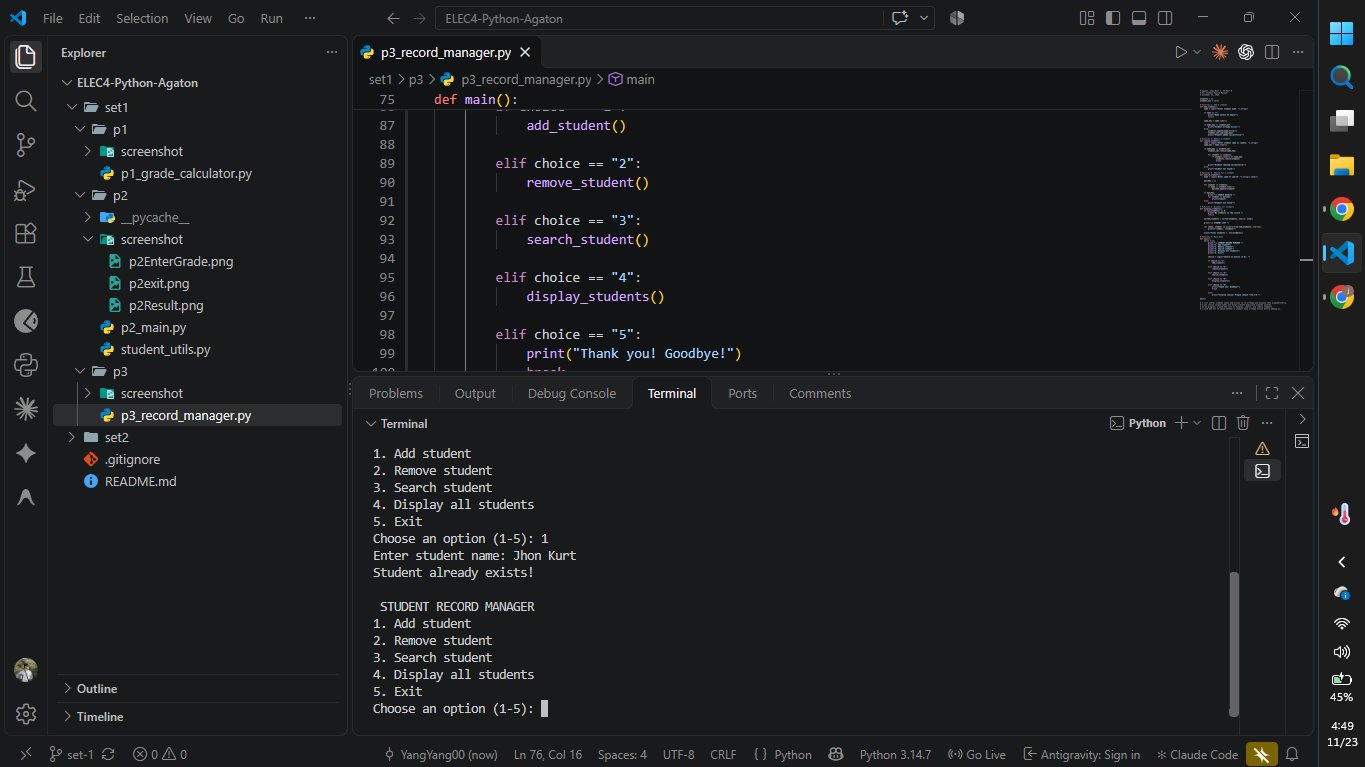 File Edit Selection View Go Run ···
ELEC4-Python-Agaton
Explorer ···
ELEC4-Python-Agaton
set1
p1
screenshot
p1_grade_calculator.py
p2
__pycache__
screenshot
p2EnterGrade.png
p2exit.png
p2Result.png
p2_main.py
student_utils.py
p3
screenshot
p3_record_manager.py
set2
.gitignore
README.md
Outline
Timeline
p3_record_manager.py
set1 > p3 > p3_record_manager.py > main
75 def main():
87 add_student()
88
89 elif choice == "2":
90 remove_student()
91
92 elif choice == "3":
93 search_student()
94
95 elif choice == "4":
96 display_students()
97
98 elif choice == "5":
99 print("Thank you! Goodbye!")
Problems Output Debug Console Terminal Ports Comments ···
Terminal Python ···
1. Add student
2. Remove student
3. Search student
4. Display all students
5. Exit
Choose an option (1-5): 1
Enter student name: Jhon Kurt
Student already exists!
STUDENT RECORD MANAGER
1. Add student
2. Remove student
3. Search student
4. Display all students
5. Exit
Choose an option (1-5):
set-1 0 0 YangYang00 (now) Ln 76, Col 16 Spaces: 4 UTF-8 CRLF { } Python Python 3.14.7 Go Live Antigravity: Sign in Claude Code
45%
4:49
11/23